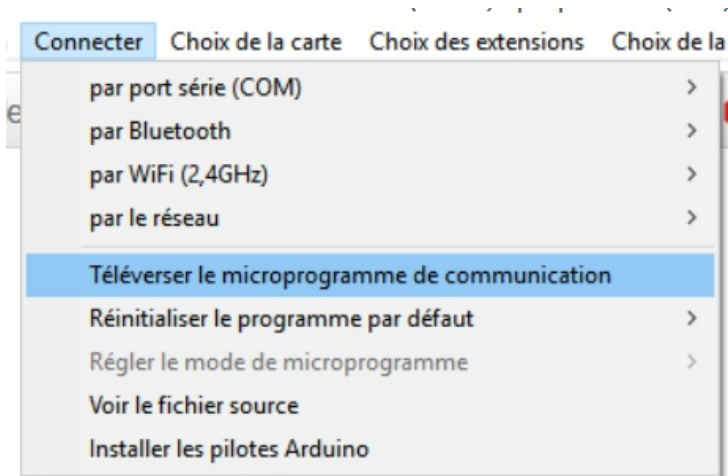 Connecter Choix de la carte Choix des extensions Choix de la
par port série (COM)
par Bluetooth
par WiFi (2,4GHz)
par le réseau
Téléverser le microprogramme de communication
Réinitialiser le programme par défaut
Régler le mode de microprogramme
Voir le fichier source
Installer les pilotes Arduino